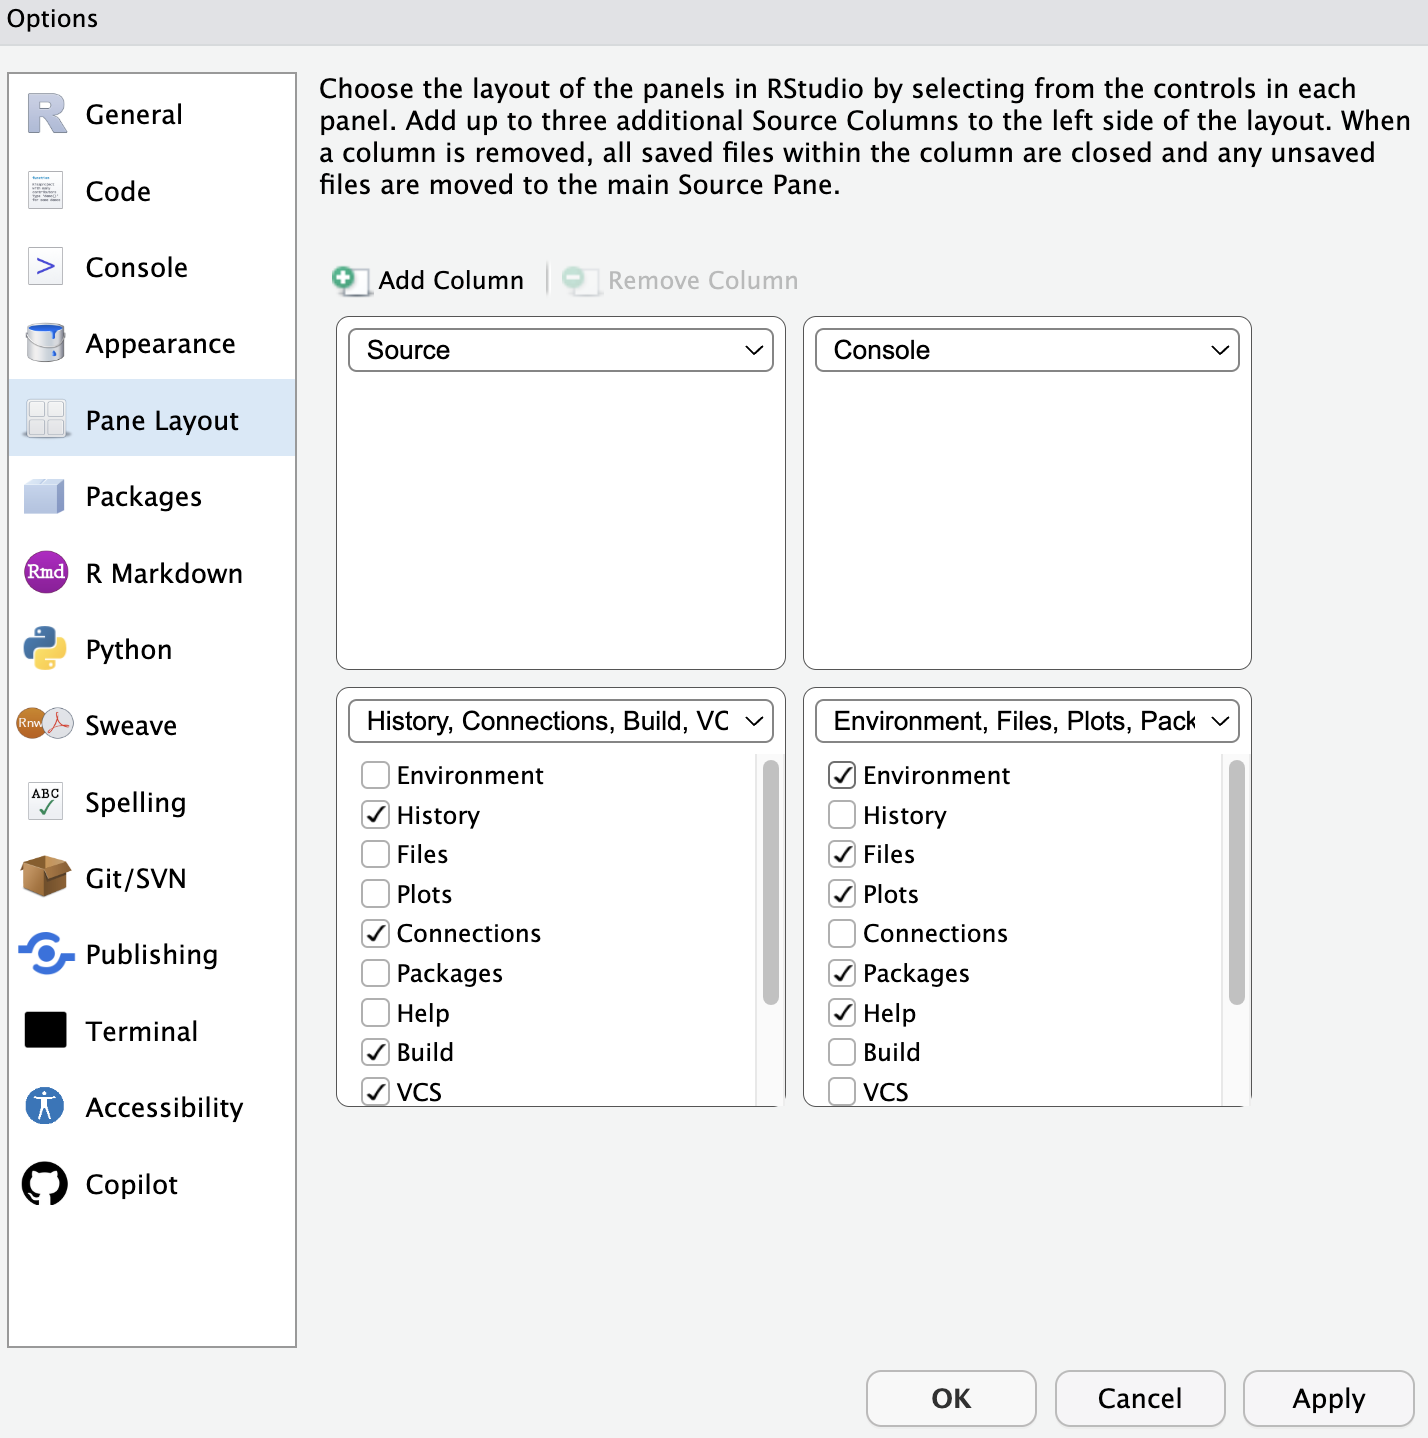 Options
General
Code
Console
Appearance
Pane Layout
Packages
Rmd
R Markdown
Python
Rnw
Sweave
ABC
Spelling
Git/SVN
Publishing
Terminal
Accessibility
Copilot
Choose the layout of the panels in RStudio by selecting from the controls in each
panel. Add up to three additional Source Columns to the left side of the layout. When
a column is removed, all saved files within the column are closed and any unsaved
files are moved to the main Source Pane.
Add Column
Remove Column
Source
Console
History, Connections, Build, VC
Environment
History
Files
Plots
Connections
Packages
Help
Build
VCS
Environment, Files, Plots, Pack
Environment
History
Files
Plots
Connections
Packages
Help
Build
VCS
OK
Cancel
Apply